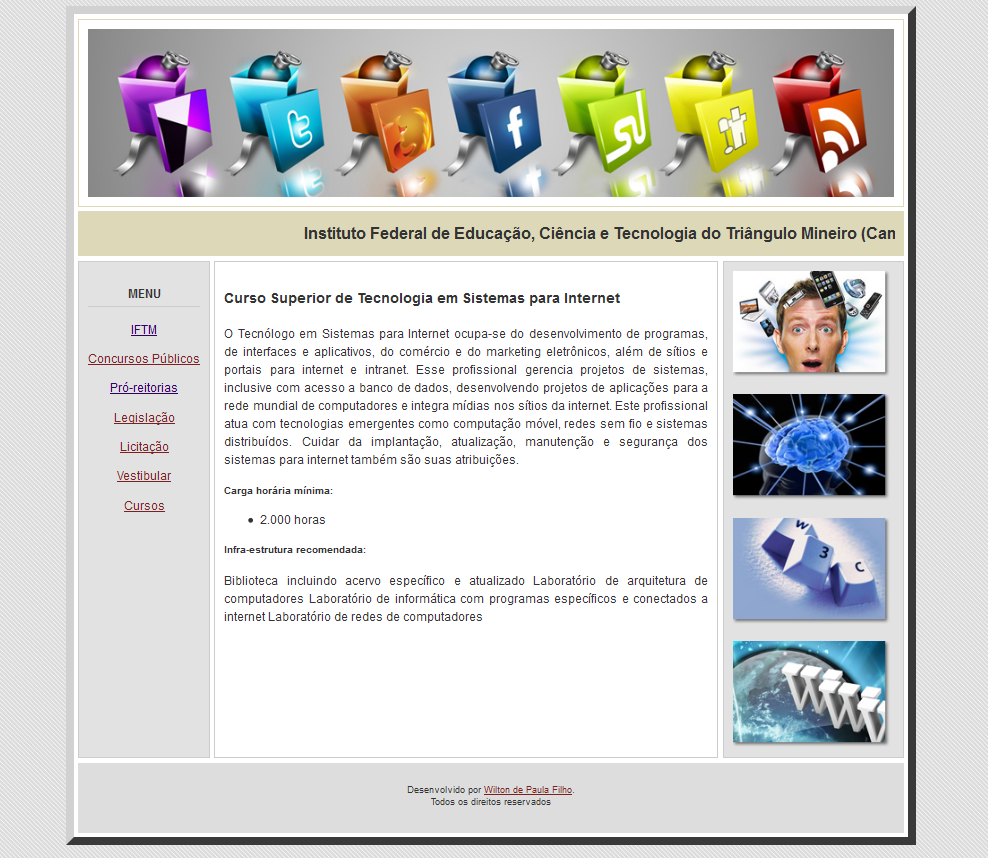 Instituto Federal de Educação, Ciência e Tecnologia do Triângulo Mineiro (Cam
MENU
IFTM
Concursos Públicos
Pró-reitorias
Legislação
Licitação
Vestibular
Cursos
Curso Superior de Tecnologia em Sistemas para Internet
O Tecnólogo em Sistemas para Internet ocupa-se do desenvolvimento de programas,
de interfaces e aplicativos, do comércio e do marketing eletrônicos, além de sítios e
portais para internet e intranet. Esse profissional gerencia projetos de sistemas,
inclusive com acesso a banco de dados, desenvolvendo projetos de aplicações para a
rede mundial de computadores e integra mídias nos sítios da internet. Este profissional
atua com tecnologias emergentes como computação móvel, redes sem fio e sistemas
distribuídos. Cuidar da implantação, atualização, manutenção e segurança dos
sistemas para internet também são suas atribuições.
Carga horária mínima:
2.000 horas
Infra-estrutura recomendada:
Biblioteca incluindo acervo específico e atualizado Laboratório de arquitetura de
computadores Laboratório de informática com programas específicos e conectados a
internet Laboratório de redes de computadores
W
3
C
WWW
Desenvolvido por Wilton de Paula Filho.
Todos os direitos reservados